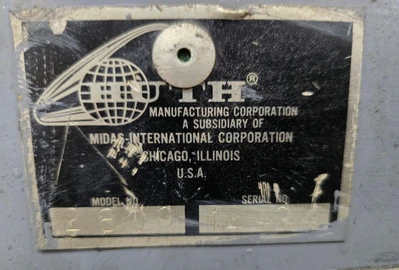 HUTH®
MANUFACTURING CORPORATION
A SUBSIDIARY OF
MIDAS-INTERNATIONAL CORPORATION
CHICAGO, ILLINOIS
U.S.A.
MODEL NO. SERIAL NO.